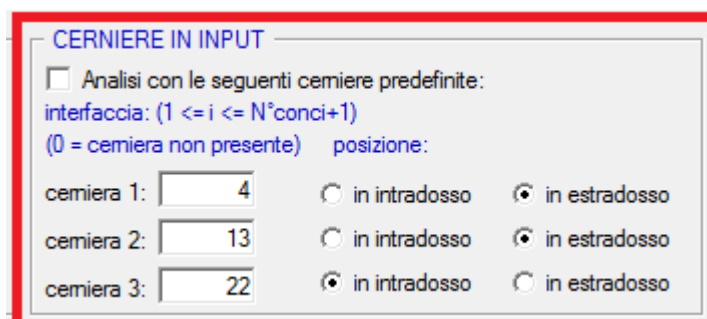 CERNIERE IN INPUT
Analisi con le seguenti cerniere predefinite:
interfaccia: (1 <= i <= N°conci+1)
(0 = cerniera non presente) posizione:
cerniera 1: 4 in intradosso in estradosso
cerniera 2: 13 in intradosso in estradosso
cerniera 3: 22 in intradosso in estradosso